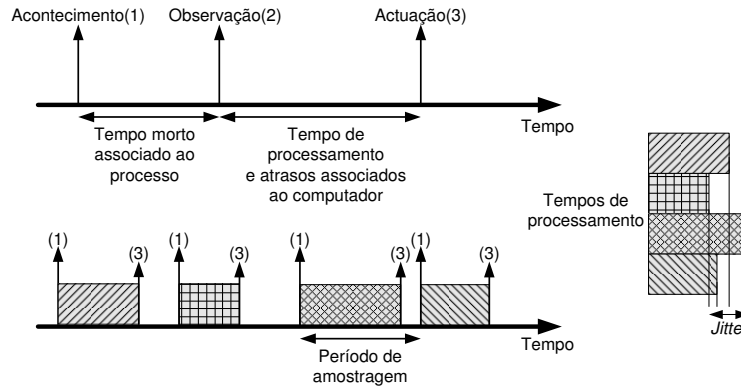 Acontecimento(1)
Observação(2)
Actuação(3)
Tempo
Tempo morto
associado ao
processo
Tempo de
processamento
e atrasos associados
ao computador
Tempos de
processamento
(1)
(3)
(1)
(3)
(1)
(3)
(1)
(3)
Jitte
Tempo
Período de
amostragem